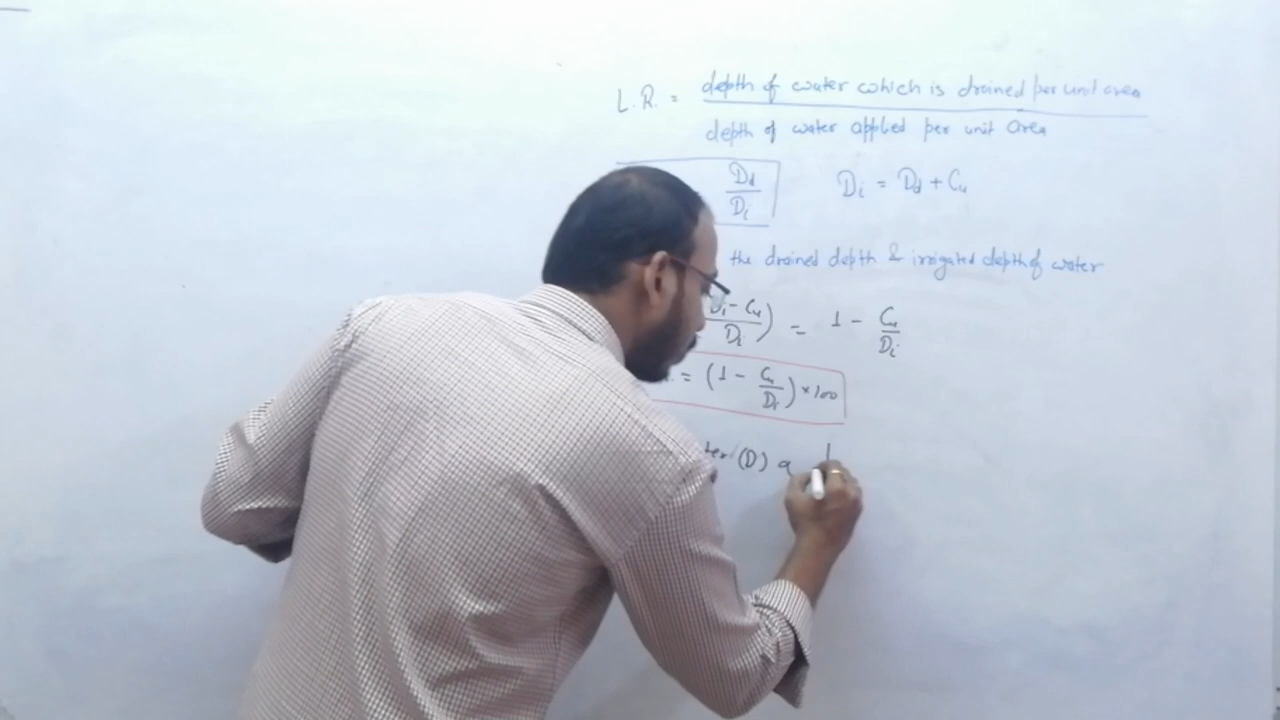 L.R. = depth of water which is drained per unit area
depth of water applied per unit area
Dd / Di Di = Dd + Cu
the drained depth & irrigated depth of water
Di - Cu / Di ) = 1 - Cu / Di
= (1 - Cu / Di) × 100
(D) α 1